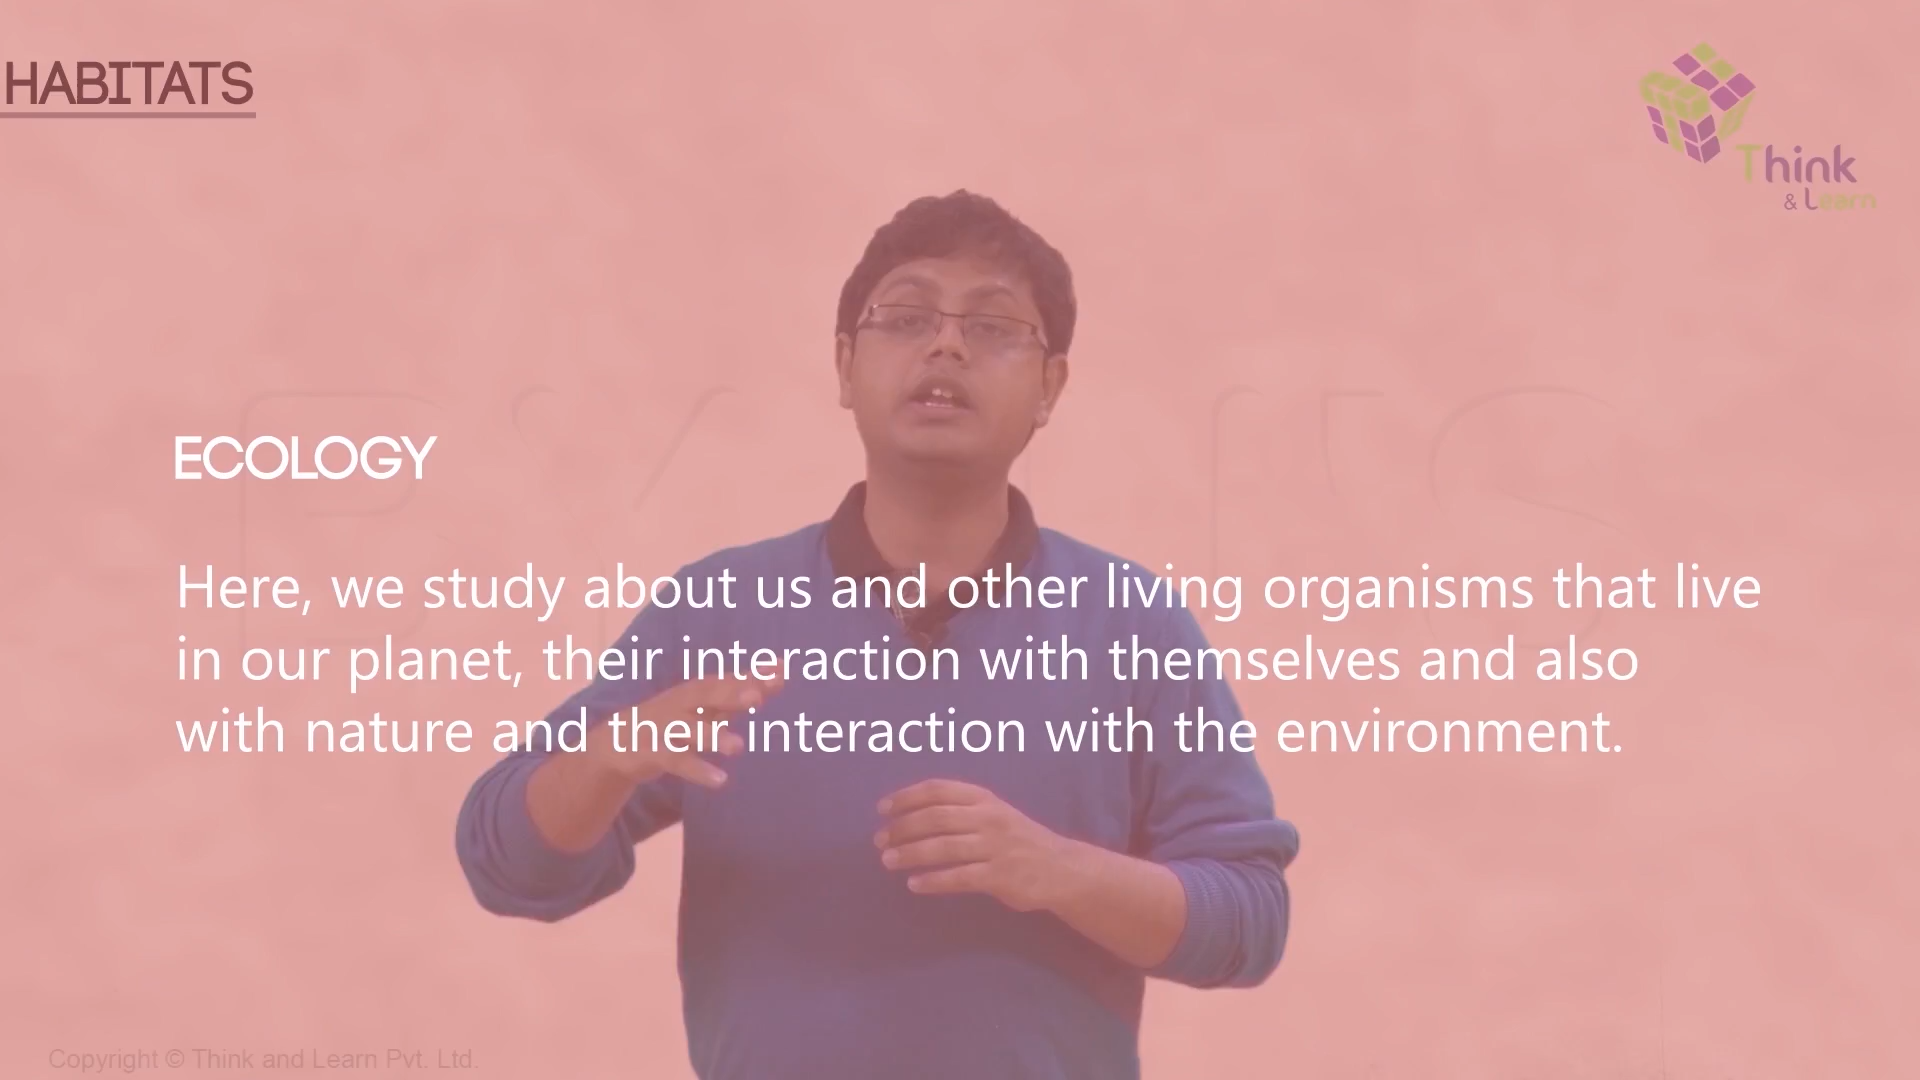 HABITATS
Think
& Learn
ECOLOGY
Here, we study about us and other living organisms that live
in our planet, their interaction with themselves and also
with nature and their interaction with the environment.
Copyright © Think and Learn Pvt. Ltd.